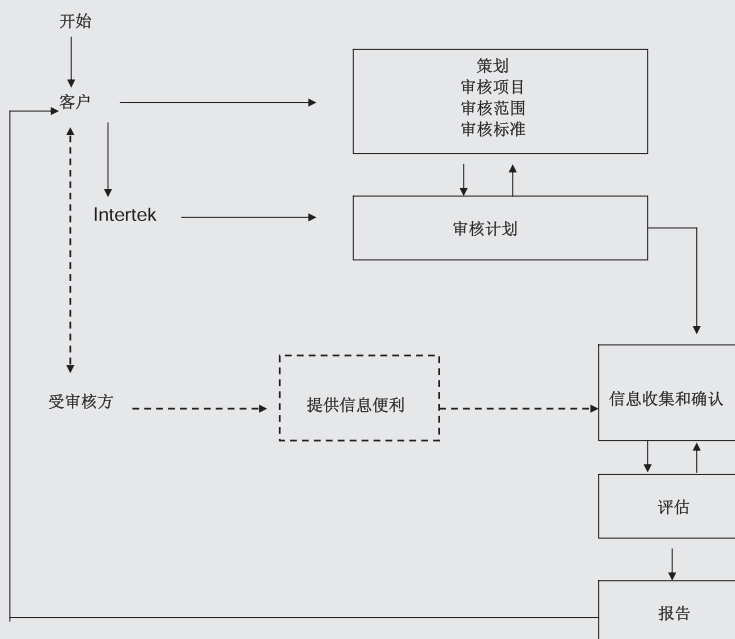 开始
客户
策划
审核项目
审核范围
审核标准
Intertek
审核计划
受审核方
提供信息便利
信息收集和确认
评估
报告